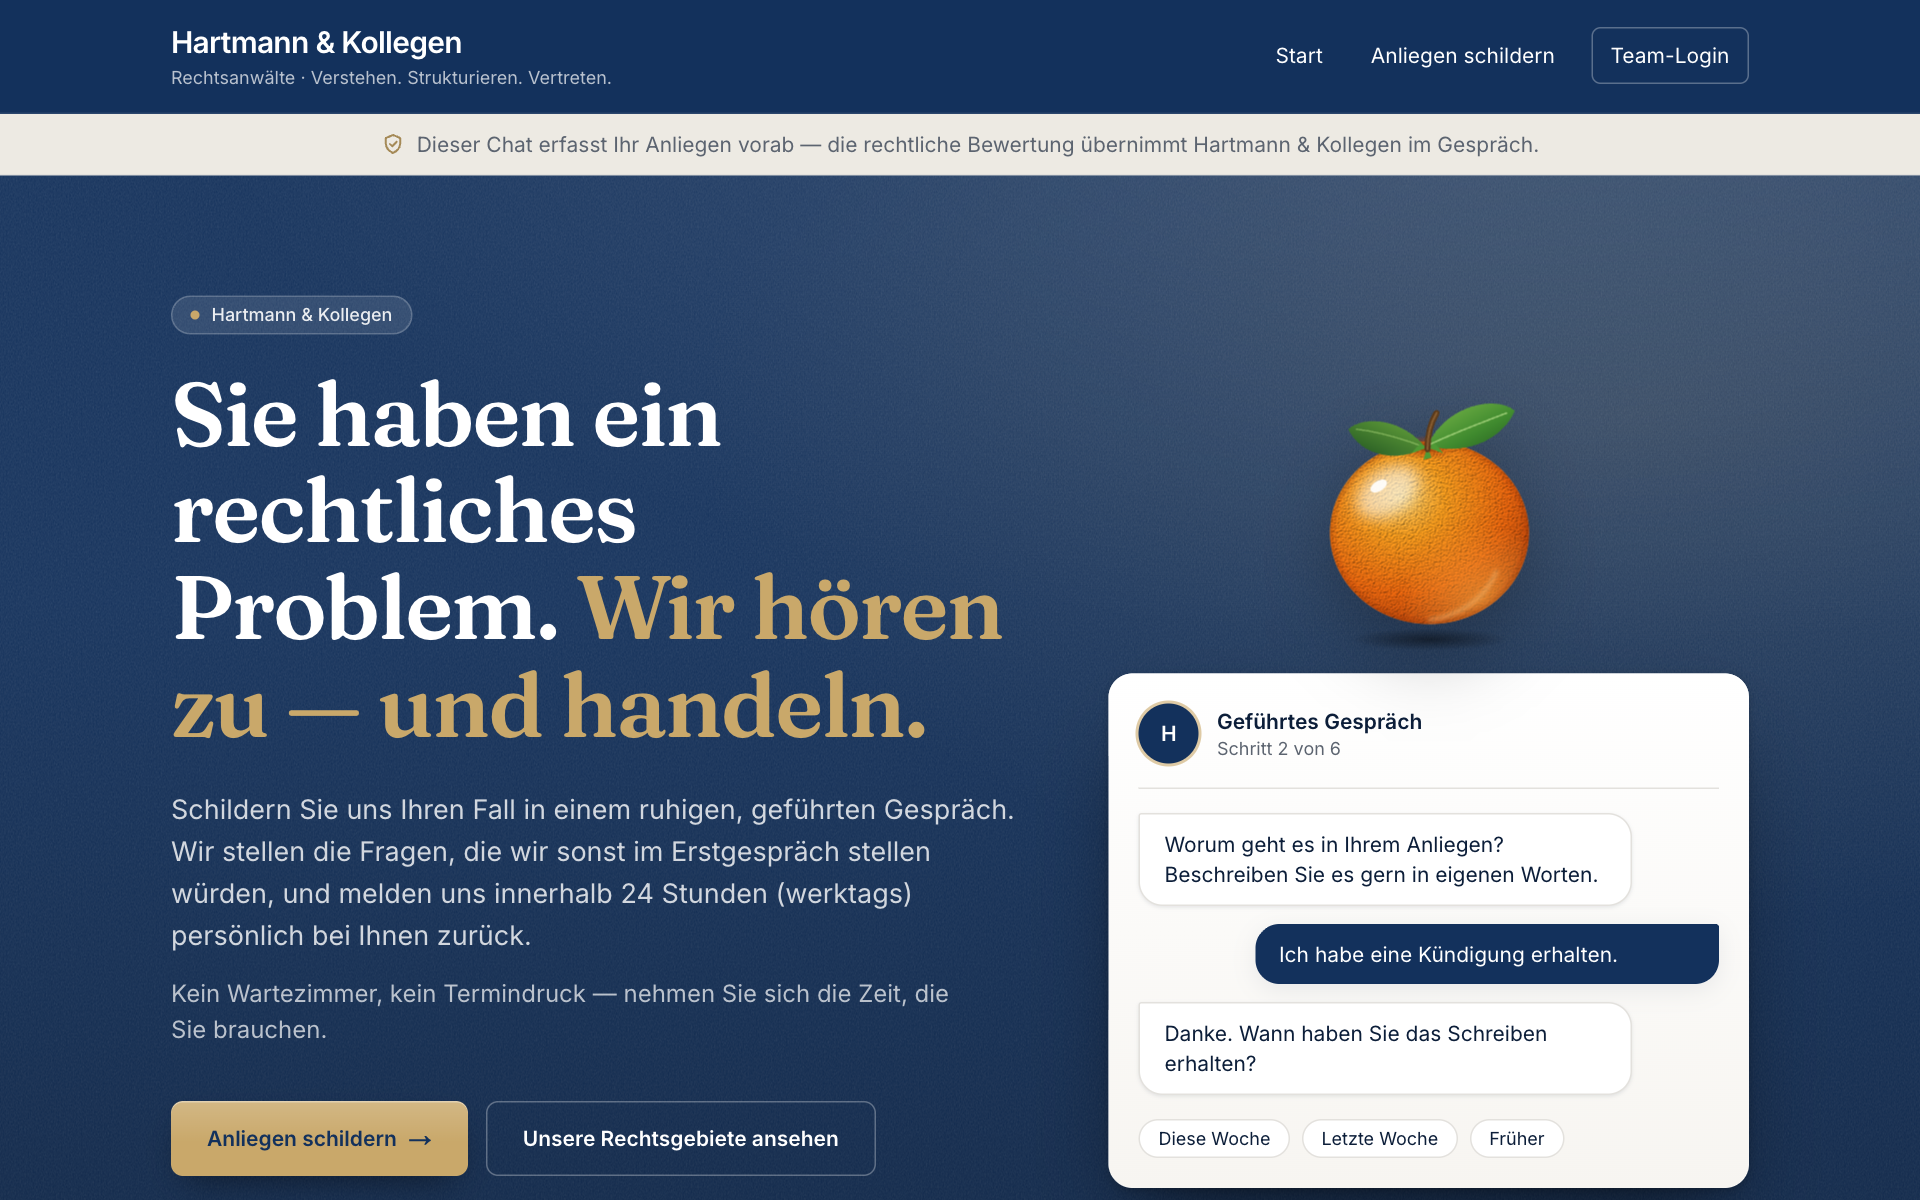 Hartmann & Kollegen
Rechtsanwälte · Verstehen. Strukturieren. Vertreten.
Start
Anliegen schildern
Team-Login
Dieser Chat erfasst Ihr Anliegen vorab — die rechtliche Bewertung übernimmt Hartmann & Kollegen im Gespräch.
Hartmann & Kollegen
Sie haben ein
rechtliches
Problem. Wir hören
zu — und handeln.
Schildern Sie uns Ihren Fall in einem ruhigen, geführten Gespräch.
Wir stellen die Fragen, die wir sonst im Erstgespräch stellen
würden, und melden uns innerhalb 24 Stunden (werktags)
persönlich bei Ihnen zurück.
Kein Wartezimmer, kein Termindruck — nehmen Sie sich die Zeit, die
Sie brauchen.
Anliegen schildern →
Unsere Rechtsgebiete ansehen
H
Geführtes Gespräch
Schritt 2 von 6
Worum geht es in Ihrem Anliegen?
Beschreiben Sie es gern in eigenen Worten.
Ich habe eine Kündigung erhalten.
Danke. Wann haben Sie das Schreiben
erhalten?
Diese Woche
Letzte Woche
Früher